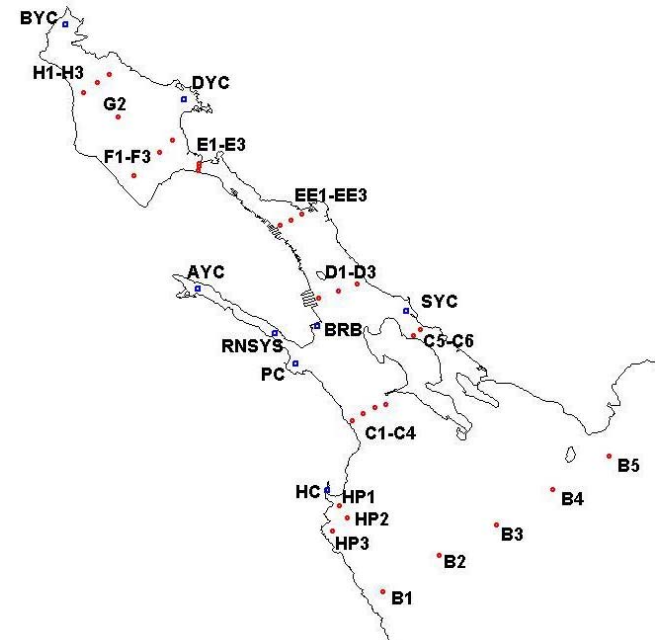 BYC
H1-H3
DYC
G2
E1-E3
F1-F3
EE1-EE3
AYC
D1-D3
SYC
BRB
RNSYS
C5-C6
PC
C1-C4
B5
HC
HP1
B4
HP2
B3
HP3
B2
B1